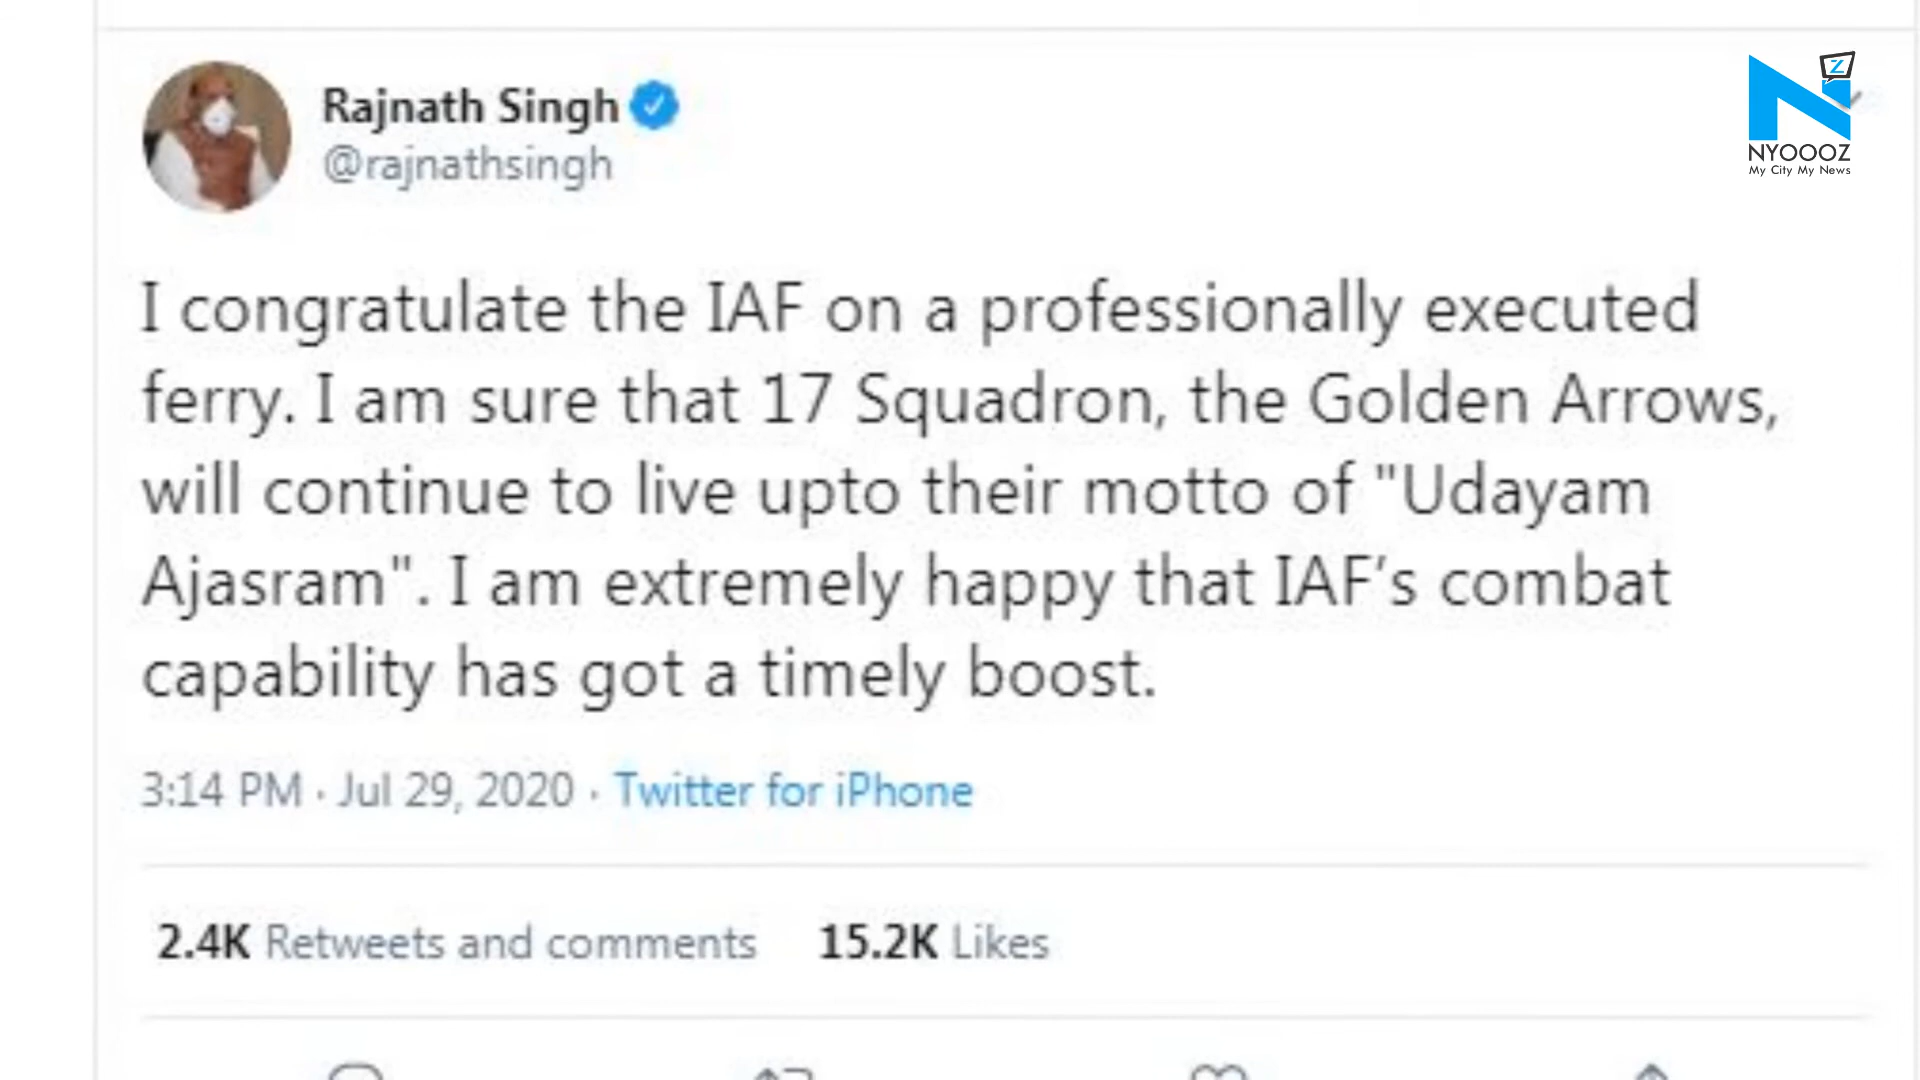 Rajnath Singh
@rajnathsingh
Z
NYOOOZ
My City My News
I congratulate the IAF on a professionally executed
ferry. I am sure that 17 Squadron, the Golden Arrows,
will continue to live upto their motto of "Udayam
Ajasram". I am extremely happy that IAF’s combat
capability has got a timely boost.
3:14 PM · Jul 29, 2020 · Twitter for iPhone
2.4K Retweets and comments 15.2K Likes